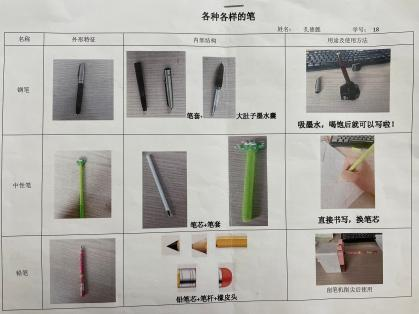 各种各样的笔
姓名： 孔德懿 学号：18
名称 外形特征 内部结构 用途及使用方法
钢笔
笔套+ 大肚子墨水囊
吸墨水，喝饱后就可以写啦！
中性笔
笔芯+笔套
直接书写，换笔芯
铅笔
铅笔芯+笔杆+橡皮头
削笔机削尖后使用